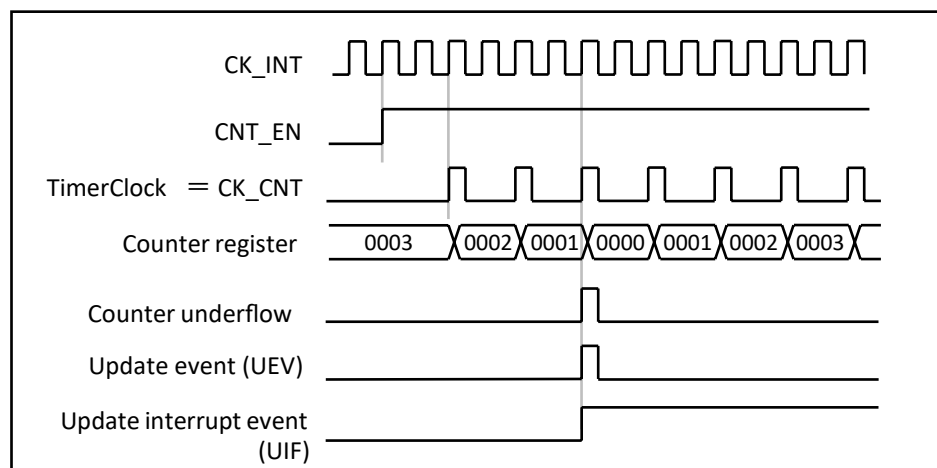 CK_INT
CNT_EN
TimerClock = CK_CNT
Counter register 0003 0002 0001 0000 0001 0002 0003
Counter underflow
Update event (UEV)
Update interrupt event
(UIF)